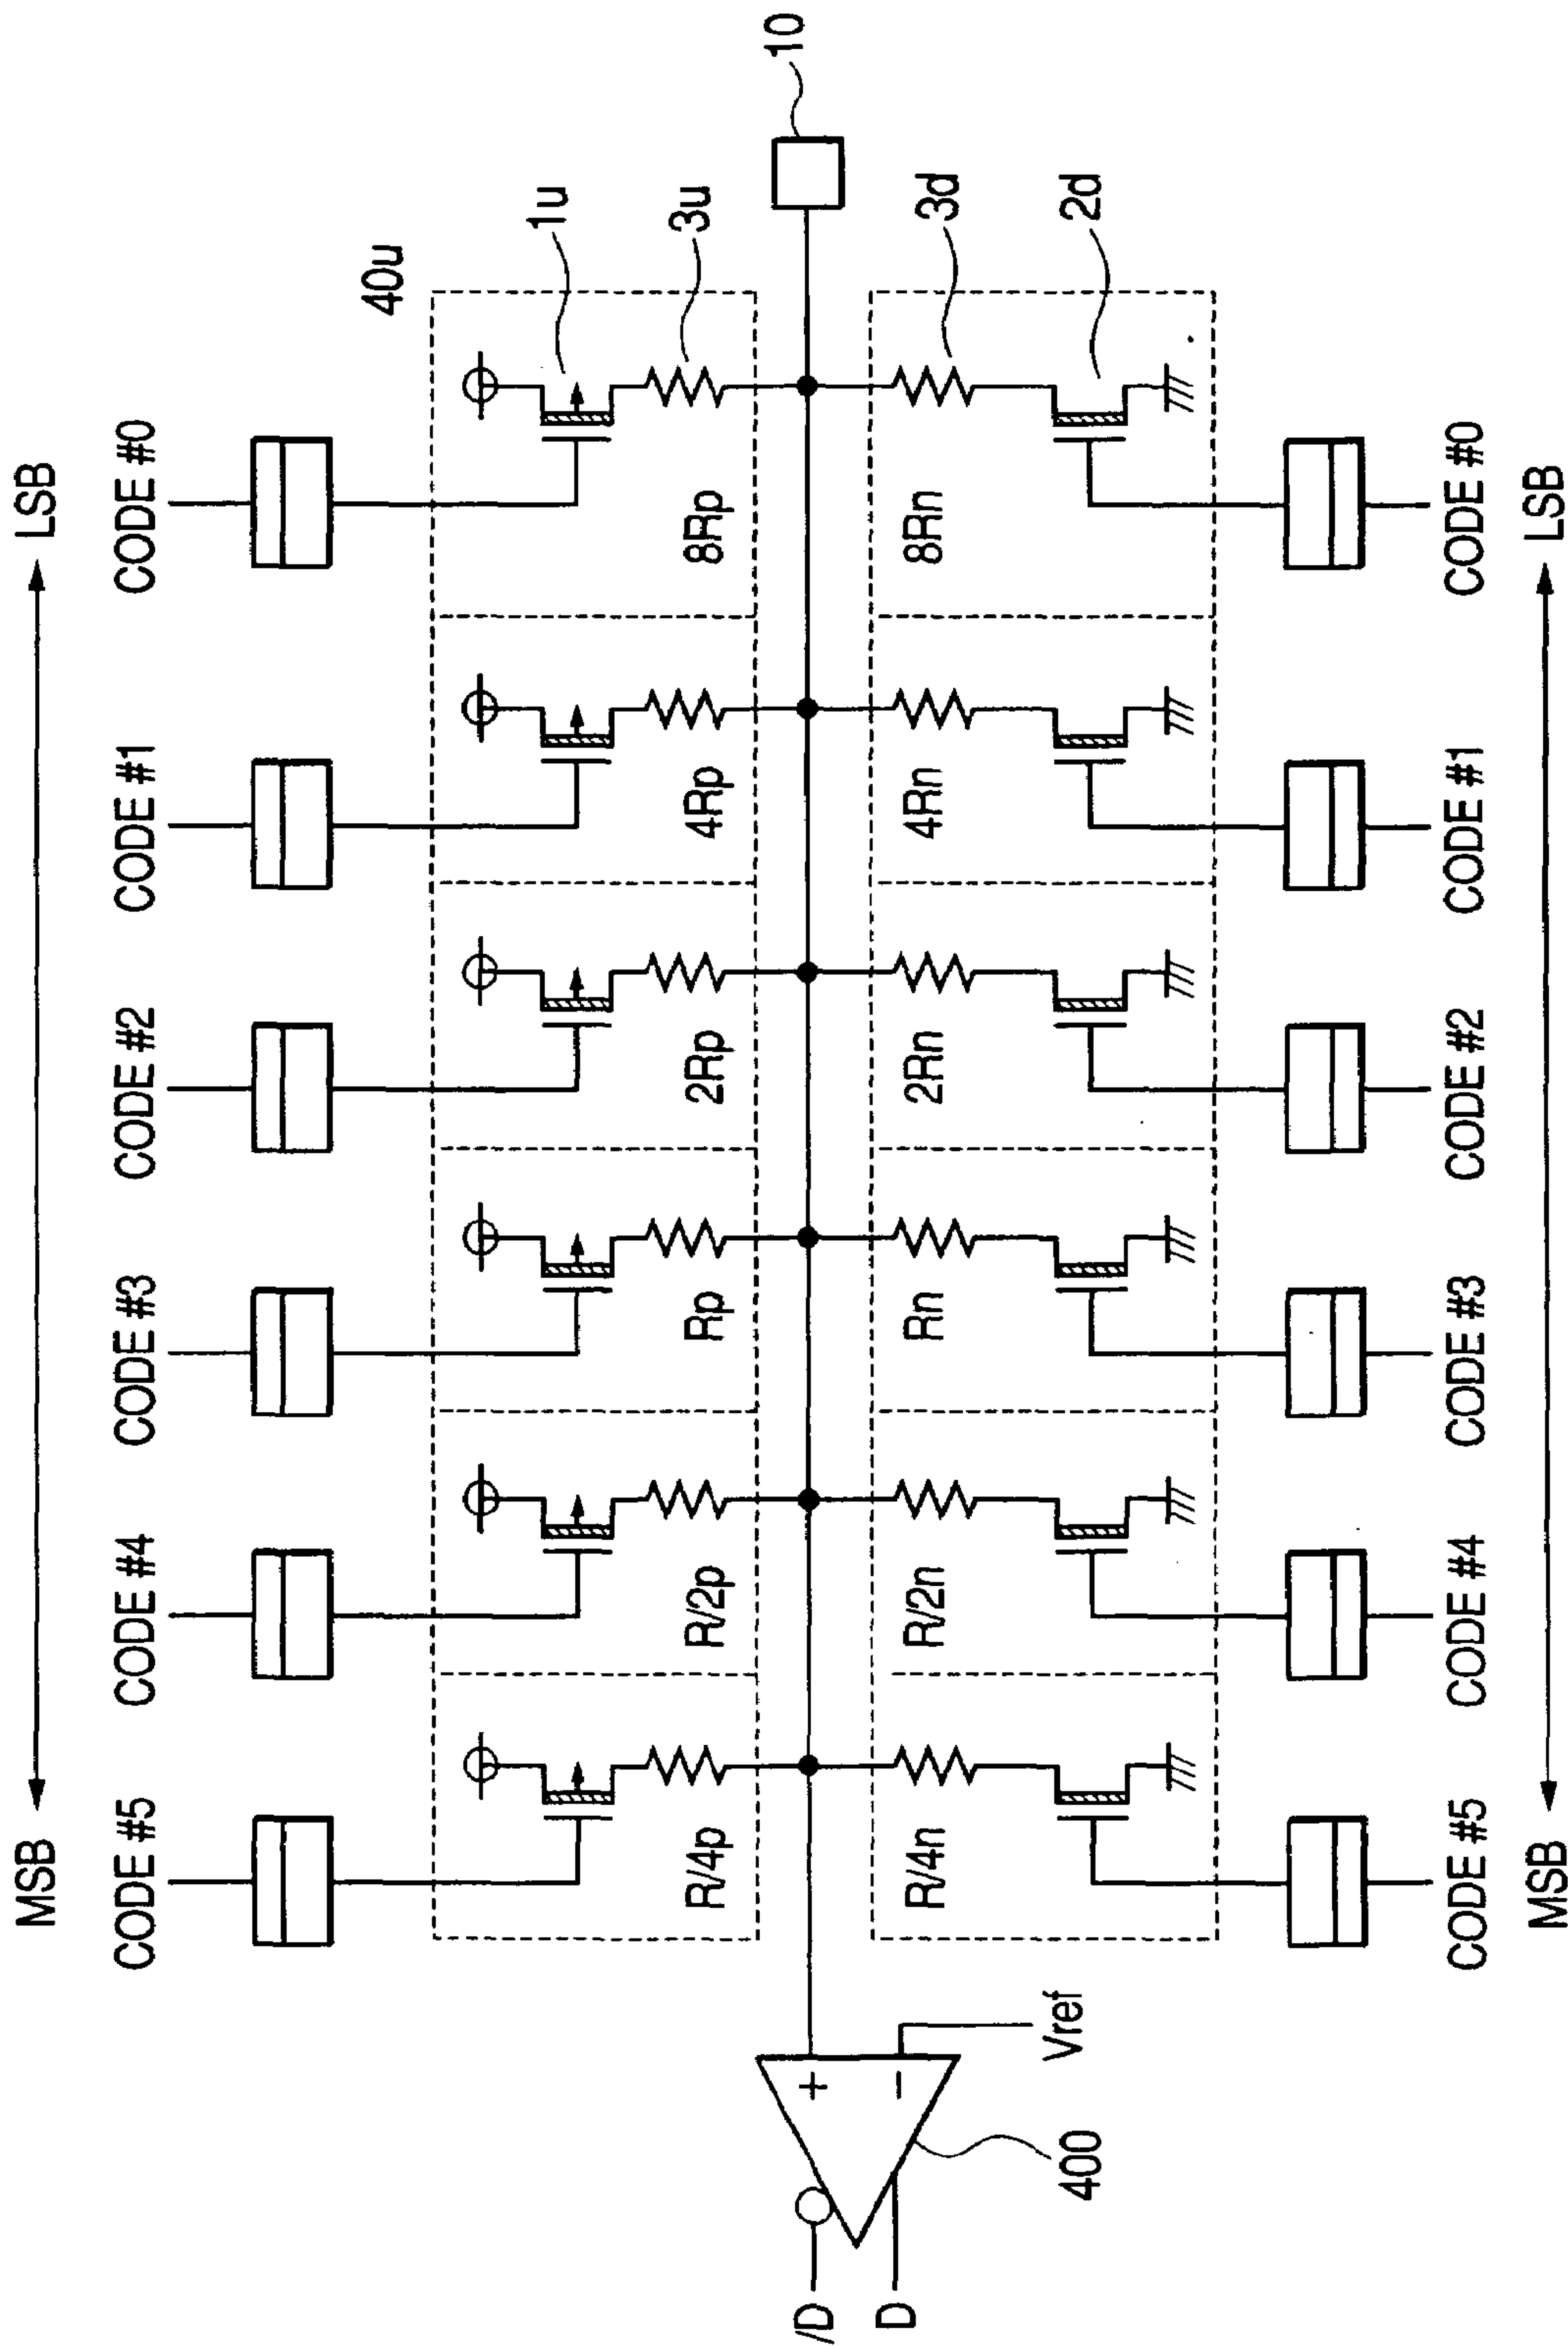 MSB LSB
CODE #5 CODE #4 CODE #3 CODE #2 CODE #1 CODE #0
40u
1u
R/4p R/2p Rp 2Rp 4Rp 8Rp 3u
/D + 10
D − Vref
400
R/4n R/2n Rn 2Rn 4Rn 8Rn 3d
2d
CODE #5 CODE #4 CODE #3 CODE #2 CODE #1 CODE #0
MSB LSB